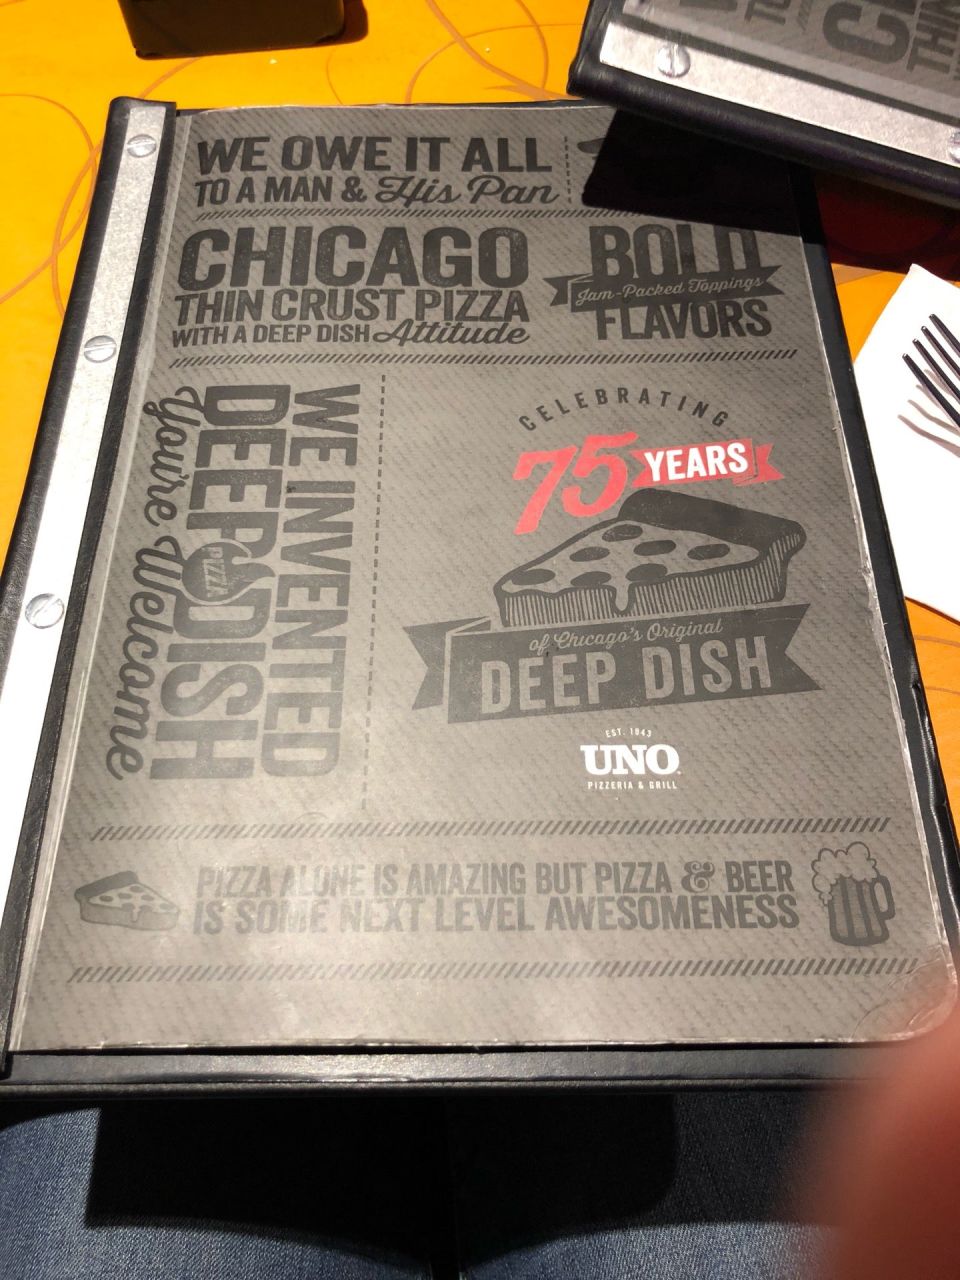 WE OWE IT ALL
TO A MAN & His Pan
CHICAGO
THIN CRUST PIZZA
WITH A DEEP DISH Attitude
BOLD
Jam-Packed Toppings
FLAVORS
WE INVENTED
DEEP DISH
PIZZA
You're Welcome
CELEBRATING
75 YEARS
of Chicago's Original
DEEP DISH
EST. 1943
UNO
PIZZERIA & GRILL
PIZZA ALONE IS AMAZING BUT PIZZA & BEER
IS SOME NEXT LEVEL AWESOMENESS